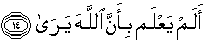 أَلَمْ يَعْلَم بِأَنَّ ٱللَّهَ يَرَىٰ ١٤